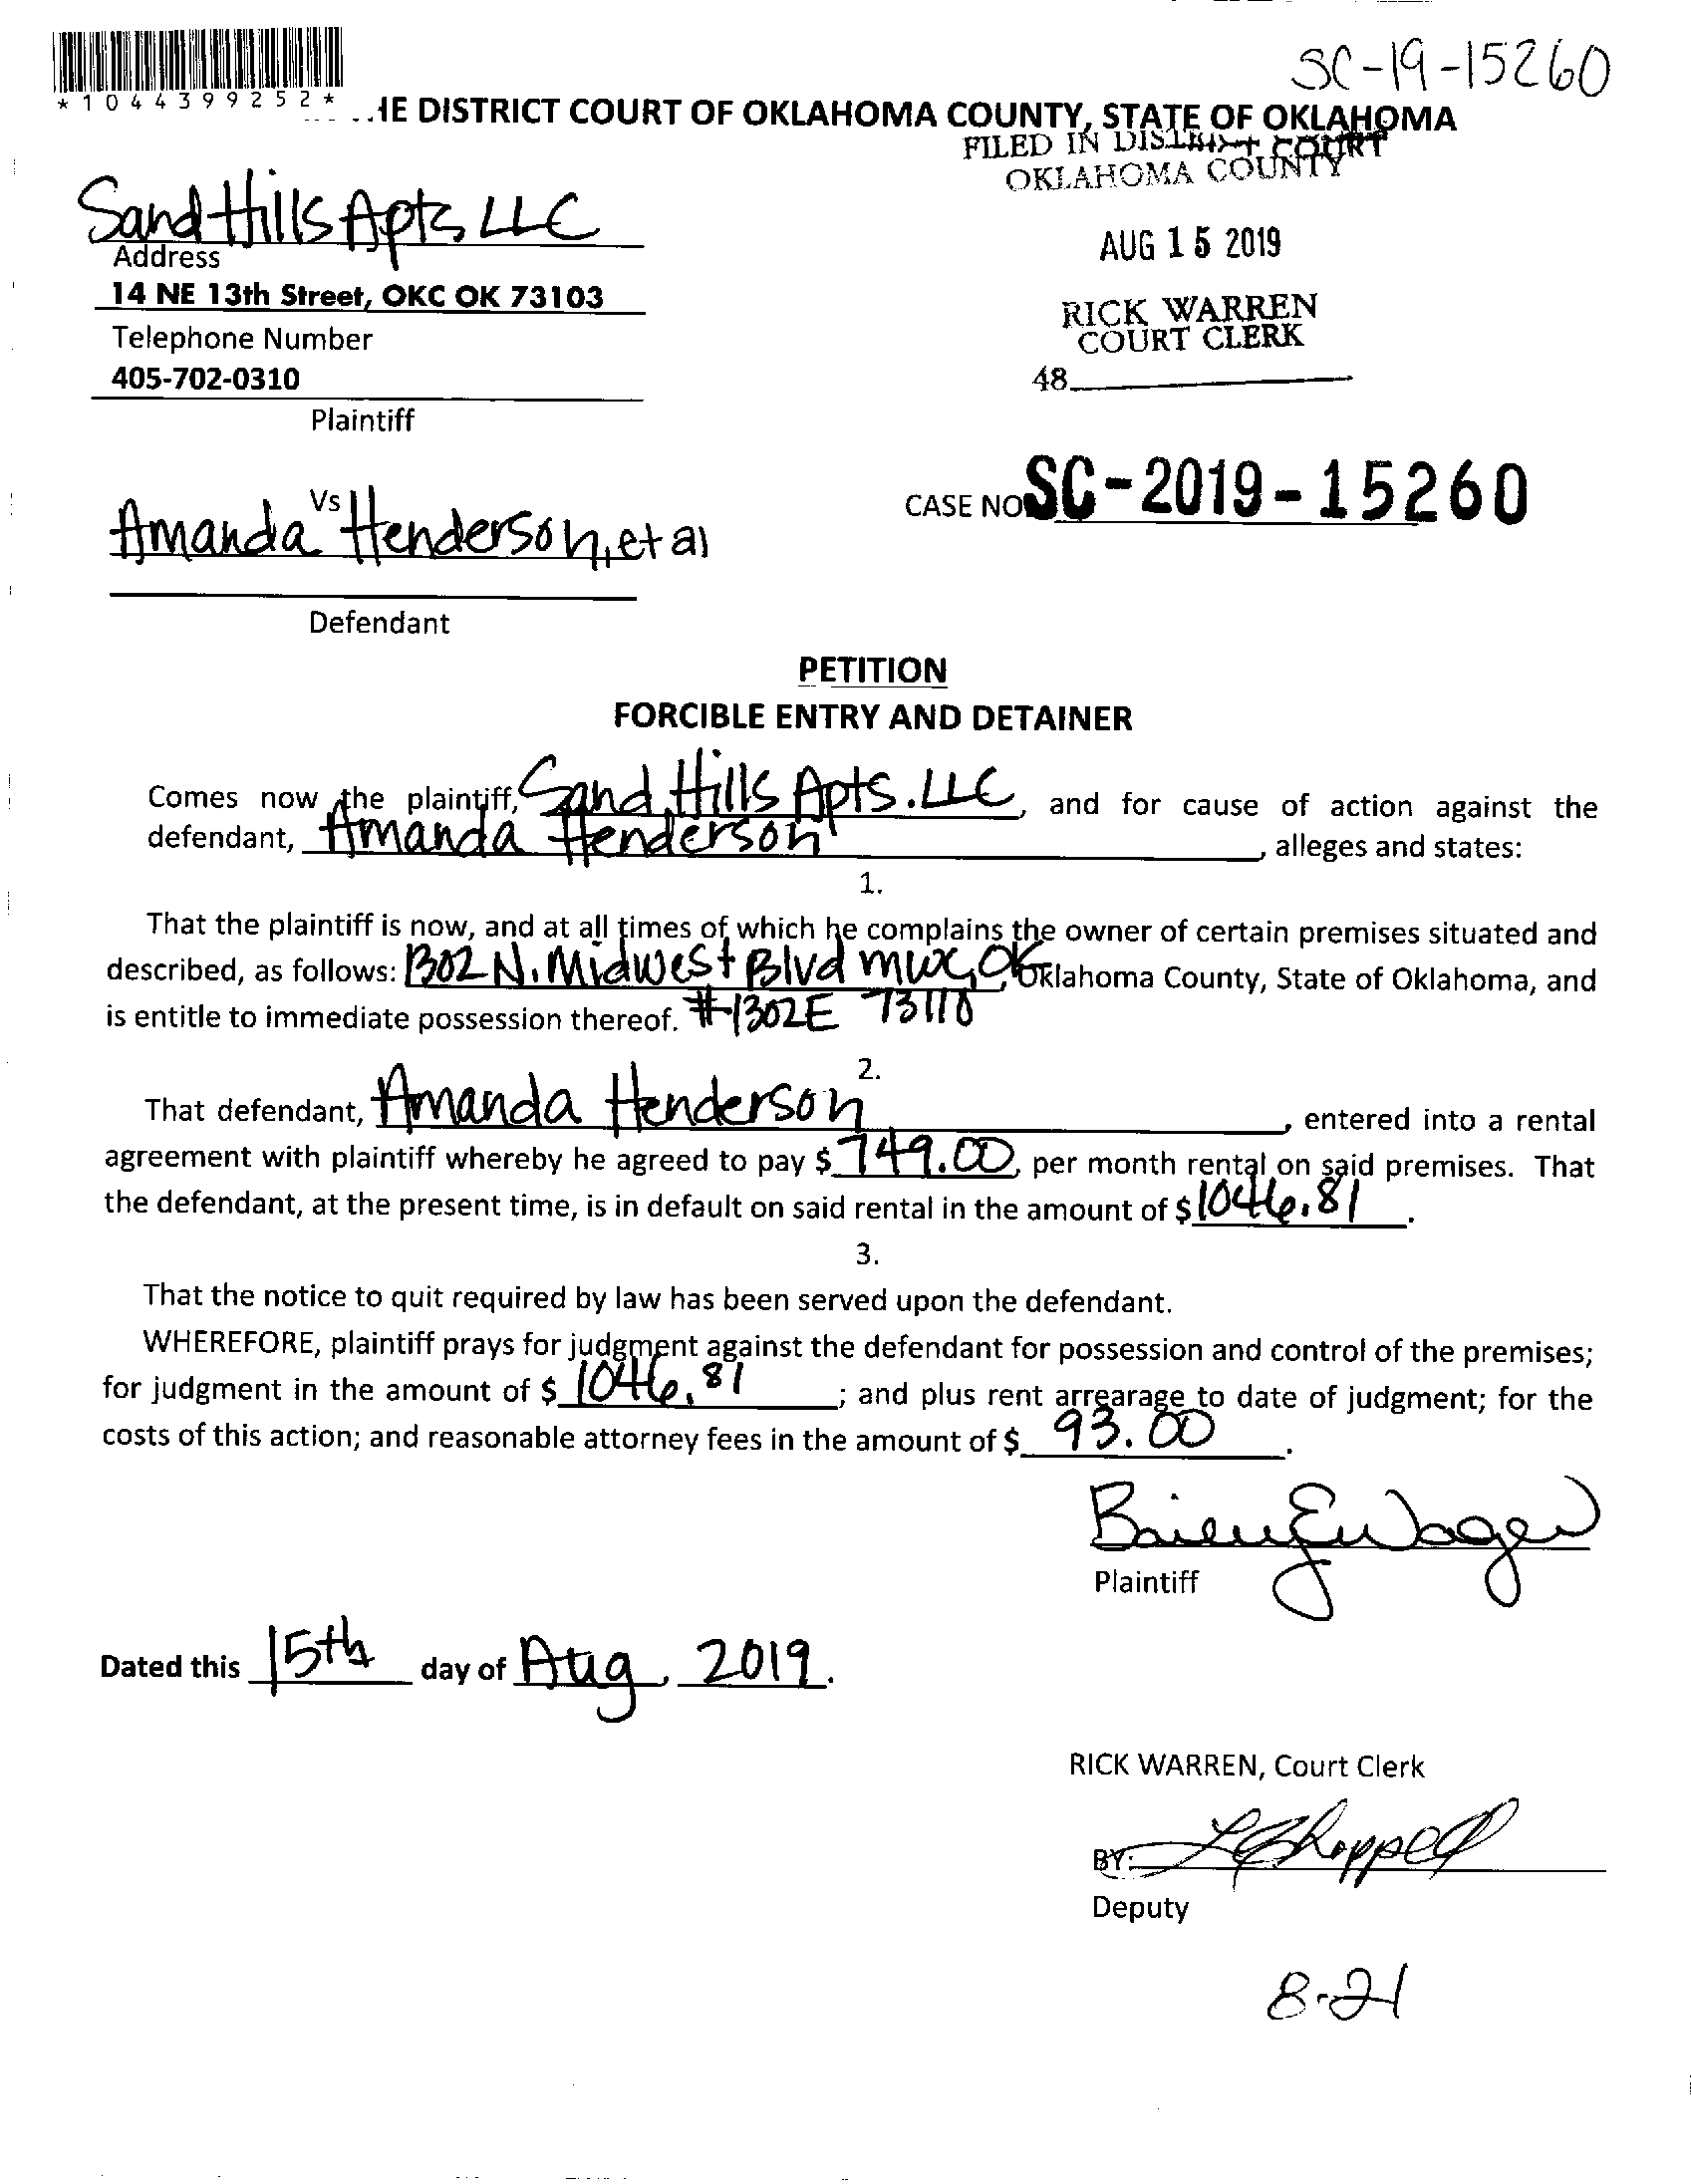 SC-19-15260
*1044399252*
HE DISTRICT COURT OF OKLAHOMA COUNTY, STATE OF OKLAHOMA
FILED IN DISTRICT COURT
OKLAHOMA COUNTY
Sand Hills Apts LLC
Address
14 NE 13th Street, OKC OK 73103
Telephone Number
405-702-0310
Plaintiff
AUG 15 2019
RICK WARREN
COURT CLERK
48
Vs
Amanda Henderson, et al
Defendant
CASE NO SC-2019-15260
PETITION
FORCIBLE ENTRY AND DETAINER
Comes now the plaintiff, Sand Hills Apts. LLC, and for cause of action against the
defendant, Amanda Henderson, alleges and states:
1.
That the plaintiff is now, and at all times of which he complains the owner of certain premises situated and
described, as follows: 1302 N. Midwest Blvd MWC, OK, Oklahoma County, State of Oklahoma, and
is entitle to immediate possession thereof. #1302E 73110
2.
That defendant, Amanda Henderson, entered into a rental
agreement with plaintiff whereby he agreed to pay $ 749.00, per month rental on said premises. That
the defendant, at the present time, is in default on said rental in the amount of $ 1046.81.
3.
That the notice to quit required by law has been served upon the defendant.
WHEREFORE, plaintiff prays for judgment against the defendant for possession and control of the premises;
for judgment in the amount of $ 1046.81; and plus rent arrearage to date of judgment; for the
costs of this action; and reasonable attorney fees in the amount of $ 93.00.
Plaintiff
Dated this 15th day of Aug, 2019.
RICK WARREN, Court Clerk
BY:
Deputy
8-21